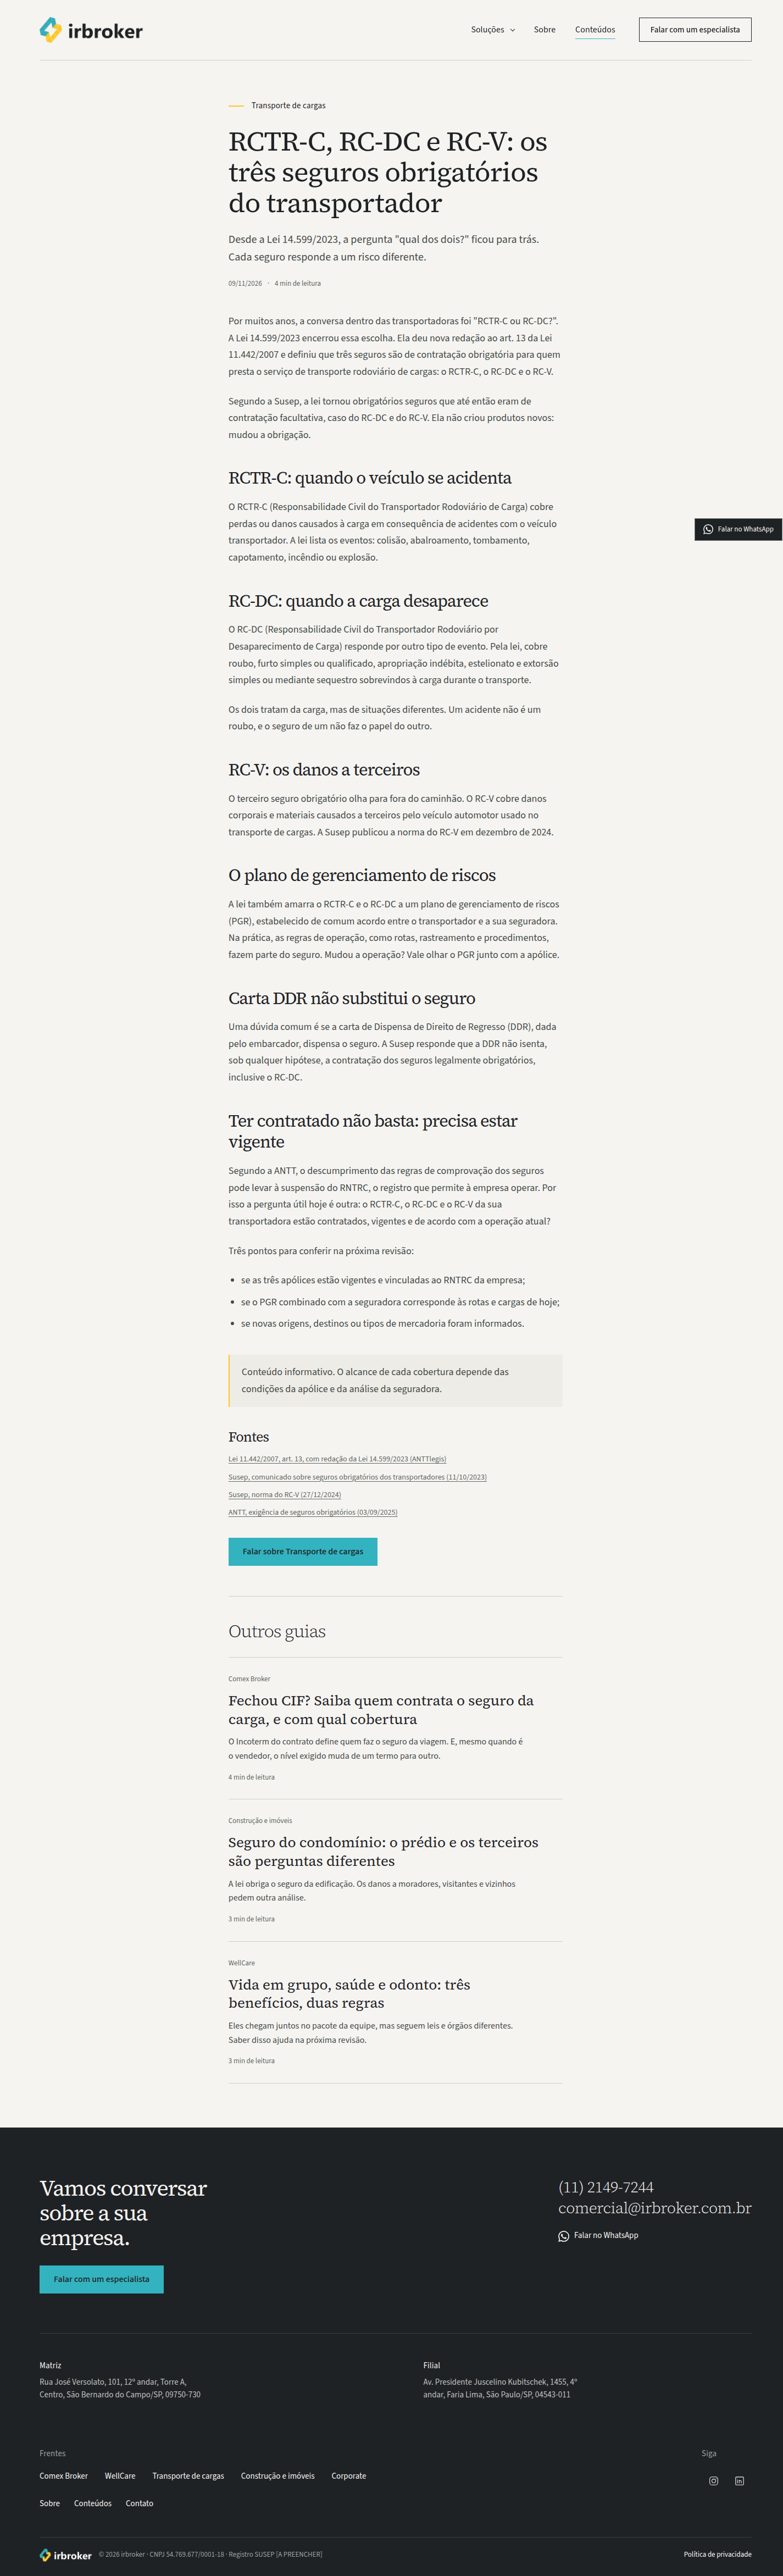 irbroker
Soluções
Sobre
Conteúdos
Falar com um especialista
Transporte de cargas
RCTR-C, RC-DC e RC-V: os
três seguros obrigatórios
do transportador
Desde a Lei 14.599/2023, a pergunta "qual dos dois?" ficou para trás.
Cada seguro responde a um risco diferente.
09/11/2026 · 4 min de leitura
Por muitos anos, a conversa dentro das transportadoras foi "RCTR-C ou RC-DC?".
A Lei 14.599/2023 encerrou essa escolha. Ela deu nova redação ao art. 13 da Lei
11.442/2007 e definiu que três seguros são de contratação obrigatória para quem
presta o serviço de transporte rodoviário de cargas: o RCTR-C, o RC-DC e o RC-V.
Segundo a Susep, a lei tornou obrigatórios seguros que até então eram de
contratação facultativa, caso do RC-DC e do RC-V. Ela não criou produtos novos:
mudou a obrigação.
RCTR-C: quando o veículo se acidenta
O RCTR-C (Responsabilidade Civil do Transportador Rodoviário de Carga) cobre
perdas ou danos causados à carga em consequência de acidentes com o veículo
transportador. A lei lista os eventos: colisão, abalroamento, tombamento,
capotamento, incêndio ou explosão.
Falar no WhatsApp
RC-DC: quando a carga desaparece
O RC-DC (Responsabilidade Civil do Transportador Rodoviário por
Desaparecimento de Carga) responde por outro tipo de evento. Pela lei, cobre
roubo, furto simples ou qualificado, apropriação indébita, estelionato e extorsão
simples ou mediante sequestro sobrevindos à carga durante o transporte.
Os dois tratam da carga, mas de situações diferentes. Um acidente não é um
roubo, e o seguro de um não faz o papel do outro.
RC-V: os danos a terceiros
O terceiro seguro obrigatório olha para fora do caminhão. O RC-V cobre danos
corporais e materiais causados a terceiros pelo veículo automotor usado no
transporte de cargas. A Susep publicou a norma do RC-V em dezembro de 2024.
O plano de gerenciamento de riscos
A lei também amarra o RCTR-C e o RC-DC a um plano de gerenciamento de riscos
(PGR), estabelecido de comum acordo entre o transportador e a sua seguradora.
Na prática, as regras de operação, como rotas, rastreamento e procedimentos,
fazem parte do seguro. Mudou a operação? Vale olhar o PGR junto com a apólice.
Carta DDR não substitui o seguro
Uma dúvida comum é se a carta de Dispensa de Direito de Regresso (DDR), dada
pelo embarcador, dispensa o seguro. A Susep responde que a DDR não isenta,
sob qualquer hipótese, a contratação dos seguros legalmente obrigatórios,
inclusive o RC-DC.
Ter contratado não basta: precisa estar
vigente
Segundo a ANTT, o descumprimento das regras de comprovação dos seguros
pode levar à suspensão do RNTRC, o registro que permite à empresa operar. Por
isso a pergunta útil hoje é outra: o RCTR-C, o RC-DC e o RC-V da sua
transportadora estão contratados, vigentes e de acordo com a operação atual?
Três pontos para conferir na próxima revisão:
• se as três apólices estão vigentes e vinculadas ao RNTRC da empresa;
• se o PGR combinado com a seguradora corresponde às rotas e cargas de hoje;
• se novas origens, destinos ou tipos de mercadoria foram informados.
Conteúdo informativo. O alcance de cada cobertura depende das
condições da apólice e da análise da seguradora.
Fontes
Lei 11.442/2007, art. 13, com redação da Lei 14.599/2023 (ANTTlegis)
Susep, comunicado sobre seguros obrigatórios dos transportadores (11/10/2023)
Susep, norma do RC-V (27/12/2024)
ANTT, exigência de seguros obrigatórios (03/09/2025)
Falar sobre Transporte de cargas
Outros guias
Comex Broker
Fechou CIF? Saiba quem contrata o seguro da
carga, e com qual cobertura
O Incoterm do contrato define quem faz o seguro da viagem. E, mesmo quando é
o vendedor, o nível exigido muda de um termo para outro.
4 min de leitura
Construção e imóveis
Seguro do condomínio: o prédio e os terceiros
são perguntas diferentes
A lei obriga o seguro da edificação. Os danos a moradores, visitantes e vizinhos
pedem outra análise.
3 min de leitura
WellCare
Vida em grupo, saúde e odonto: três
benefícios, duas regras
Eles chegam juntos no pacote da equipe, mas seguem leis e órgãos diferentes.
Saber disso ajuda na próxima revisão.
3 min de leitura
Vamos conversar
sobre a sua
empresa.
Falar com um especialista
(11) 2149-7244
comercial@irbroker.com.br
Falar no WhatsApp
Matriz
Rua José Versolato, 101, 12º andar, Torre A,
Centro, São Bernardo do Campo/SP, 09750-730
Filial
Av. Presidente Juscelino Kubitschek, 1455, 4º
andar, Faria Lima, São Paulo/SP, 04543-011
Frentes
Comex Broker
WellCare
Transporte de cargas
Construção e imóveis
Corporate
Siga
Sobre
Conteúdos
Contato
irbroker
© 2026 irbroker · CNPJ 54.769.677/0001-18 · Registro SUSEP [A PREENCHER]
Política de privacidade